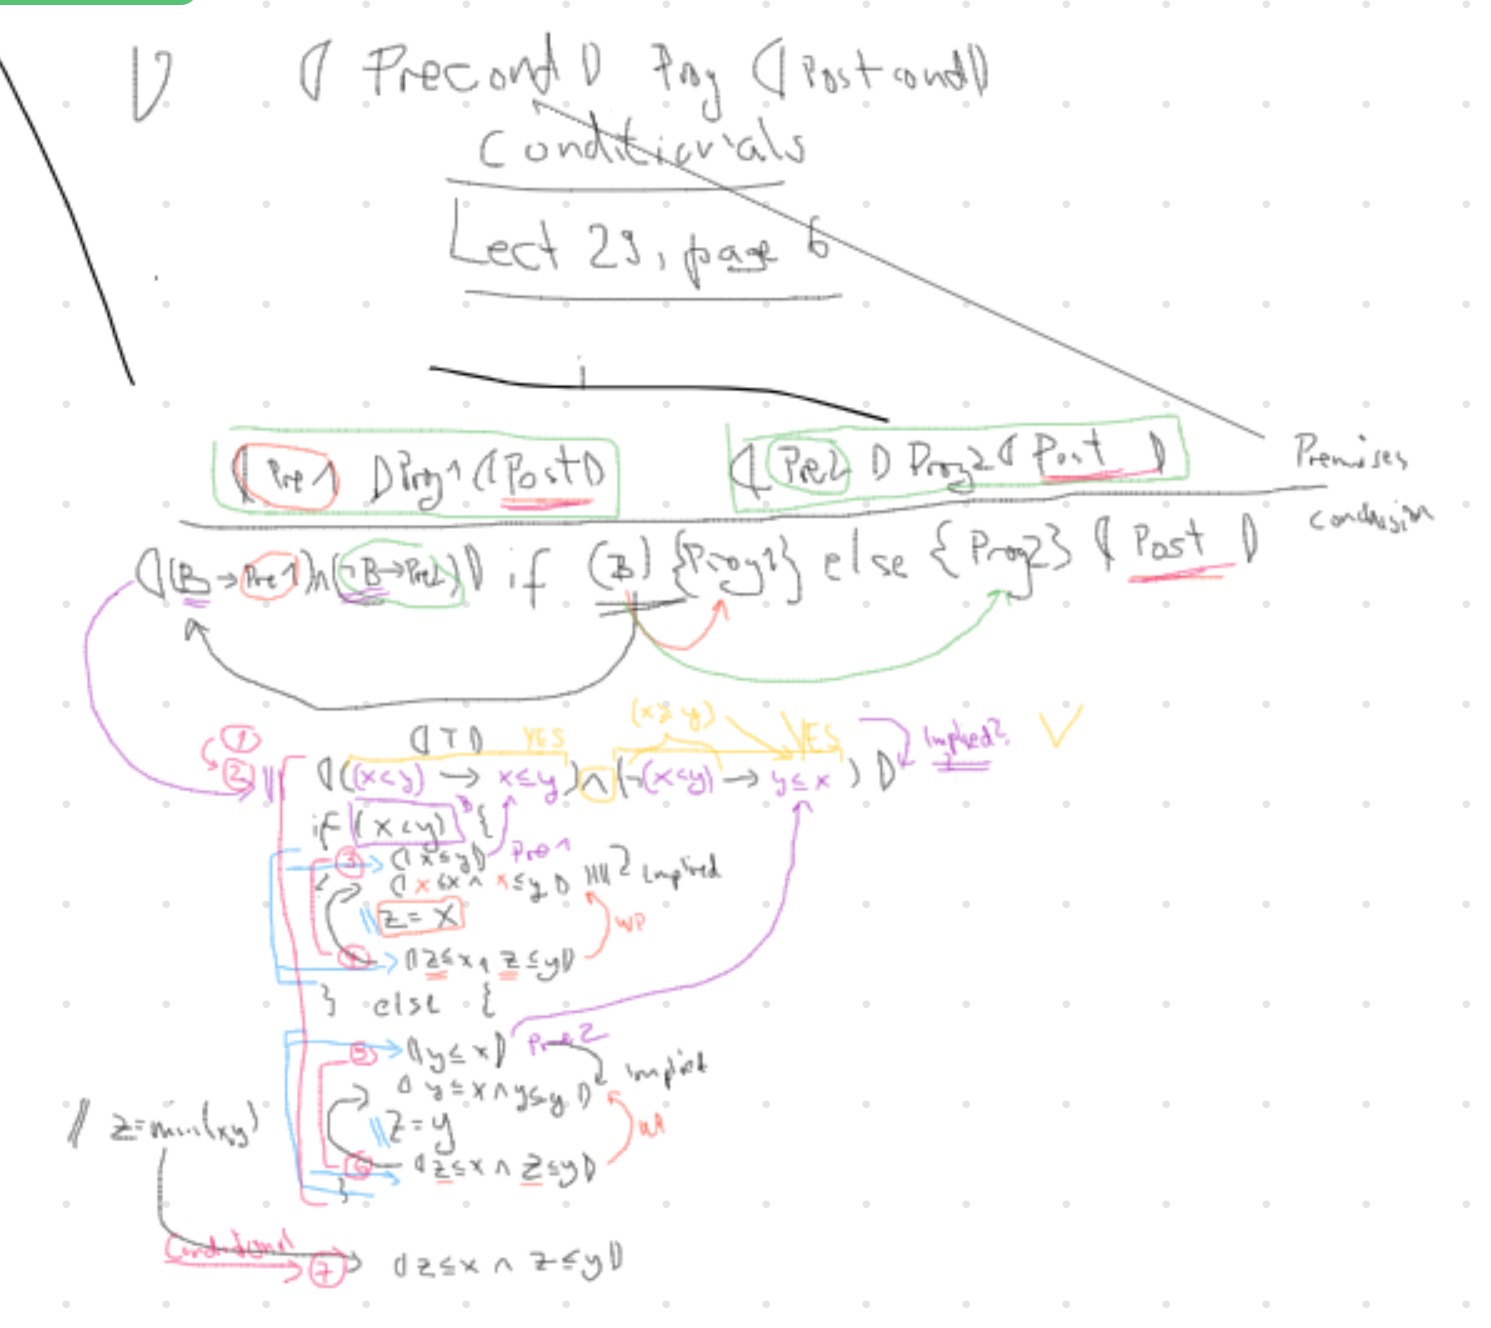 ⦇ Precond ⦈ Prog ⦇ Postcond ⦈
Conditionals
Lect 29, page 6
⦇ Pre1 ⦈ Prog1 ⦇ Post ⦈ ⦇ Pre2 ⦈ Prog2 ⦇ Post ⦈ Premises
conclusion
⦇(B → Pre1) ∧ (¬B → Pre2)⦈ if (B) {Prog1} else {Prog2} ⦇ Post ⦈
(x ≥ y)
1 ⦇ T ⦈ YES YES Implied?
2 ⦇((x<y) → x≤y) ∧ (¬(x<y) → y≤x)⦈
if (x<y) { B
3 ⦇x≤y⦈ Pre1
⦇x≤x ∧ x≤y⦈ Implied
z = x
WP
4 ⦇z≤x ∧ z≤y⦈
} else {
5 ⦇y≤x⦈ Pre2
⦇y≤x ∧ y≤y⦈ Implied
// z=min(x,y) z = y
6 ⦇z≤x ∧ z≤y⦈
}
Conditional 7 ⦇z≤x ∧ z≤y⦈